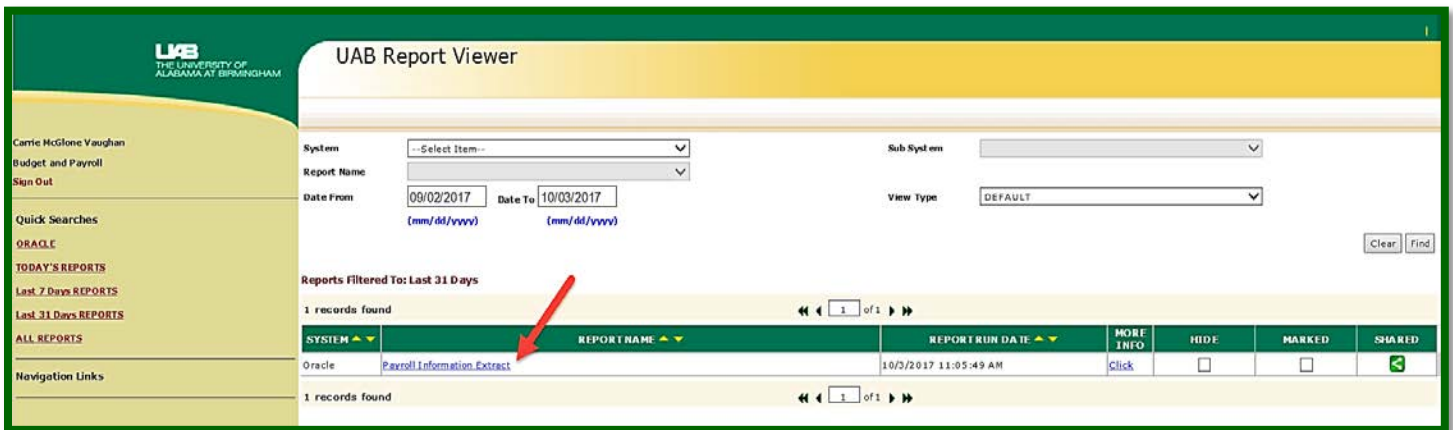 UAB
THE UNIVERSITY OF
ALABAMA AT BIRMINGHAM
UAB Report Viewer
Carrie McGlone Vaughan
Budget and Payroll
Sign Out
Quick Searches
ORACLE
TODAY'S REPORTS
Last 7 Days REPORTS
Last 31 Days REPORTS
ALL REPORTS
Navigation Links
System --Select Item-- Sub System
Report Name
Date From 09/02/2017 Date To 10/03/2017 View Type DEFAULT
(mm/dd/yyyy) (mm/dd/yyyy)
Clear Find
Reports Filtered To: Last 31 Days
1 records found 1 of 1
SYSTEM REPORT NAME REPORT RUN DATE MORE INFO HIDE MARKED SHARED
Oracle Payroll Information Extract 10/3/2017 11:05:49 AM Click
1 records found 1 of 1